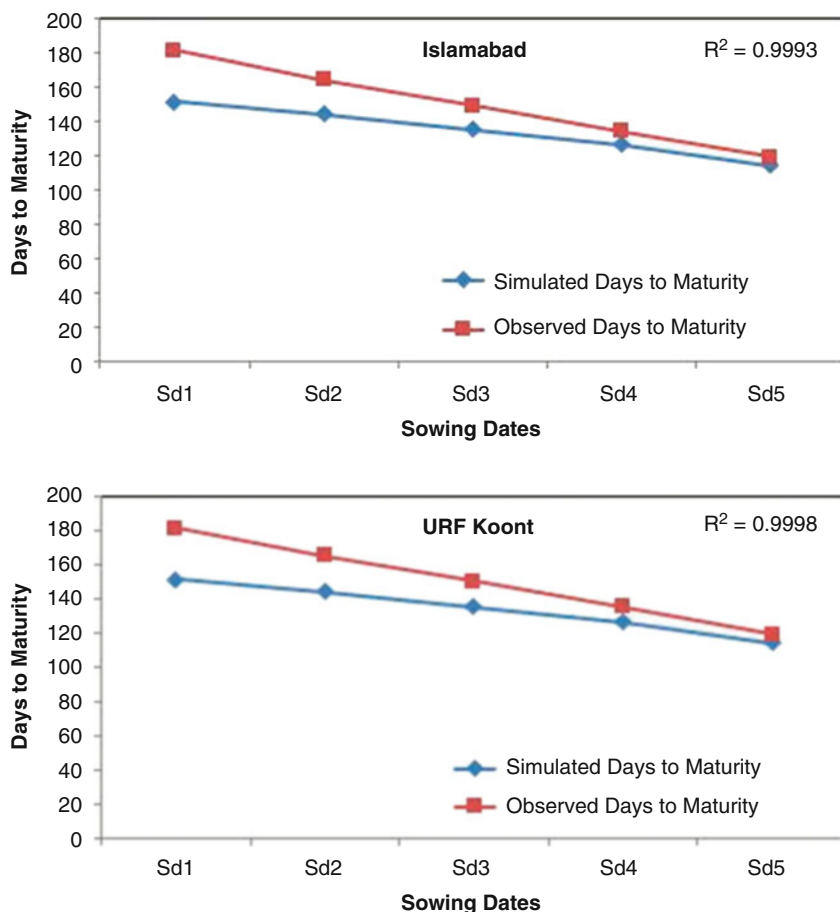 200
180
160
140
120
100
80
60
40
20
0
Days to Maturity
Islamabad
R² = 0.9993
Simulated Days to Maturity
Observed Days to Maturity
Sd1 Sd2 Sd3 Sd4 Sd5
Sowing Dates
200
180
160
140
120
100
80
60
40
20
0
Days to Maturity
URF Koont
R² = 0.9998
Simulated Days to Maturity
Observed Days to Maturity
Sd1 Sd2 Sd3 Sd4 Sd5
Sowing Dates